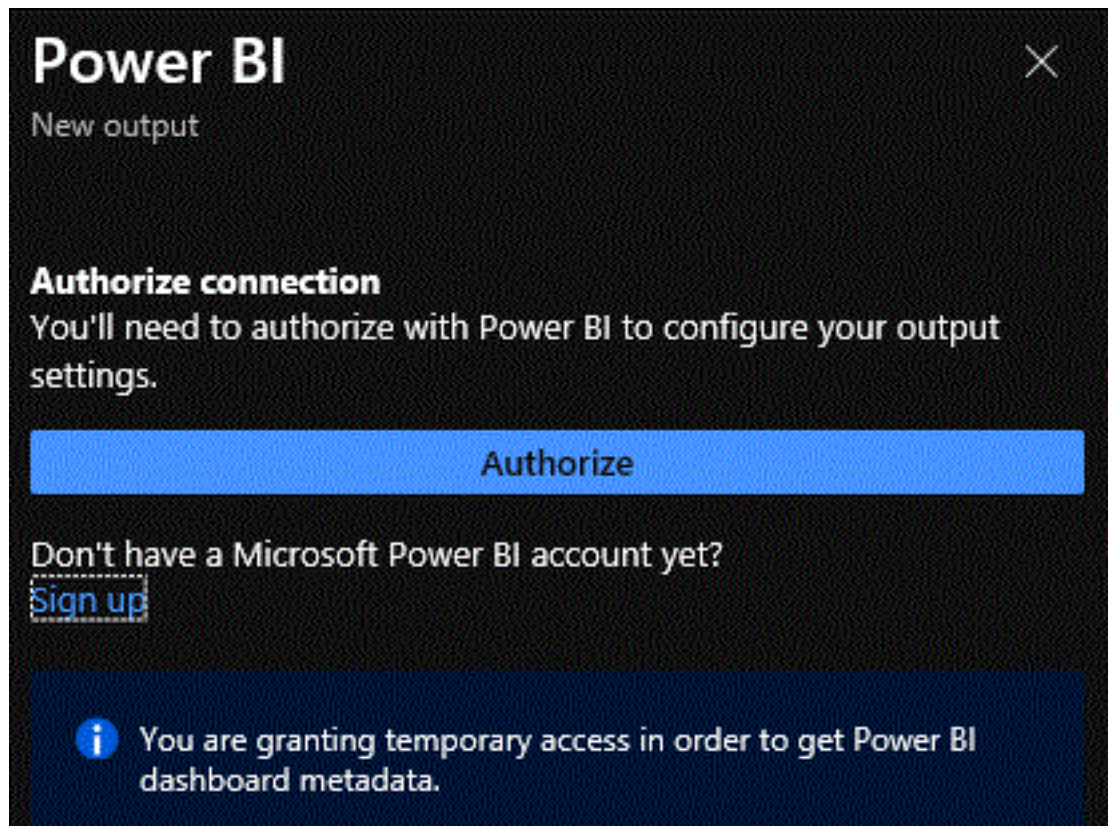 Power BI
New output
Authorize connection
You'll need to authorize with Power BI to configure your output
settings.
Authorize
Don't have a Microsoft Power BI account yet?
Sign up
You are granting temporary access in order to get Power BI
dashboard metadata.